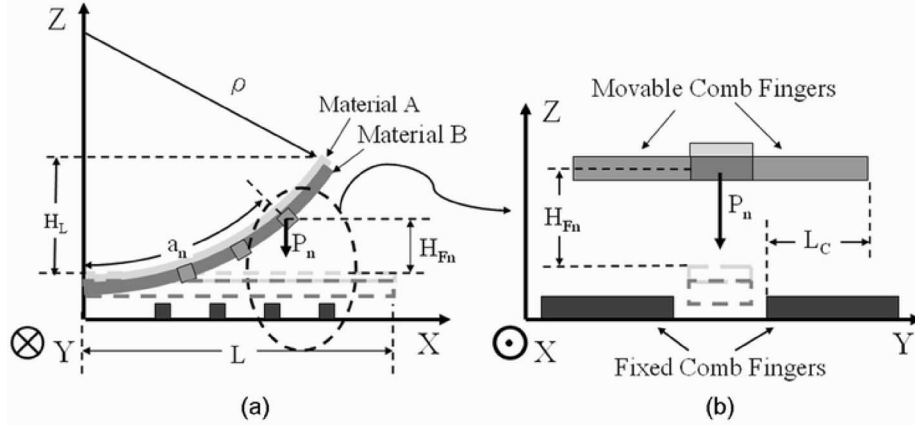 Z
ρ
Material A
Material B
H_L
a_n
P_n
H_Fn
Y
L
X
(a)
Z
Movable Comb Fingers
P_n
H_Fn
L_C
X
Fixed Comb Fingers
Y
(b)